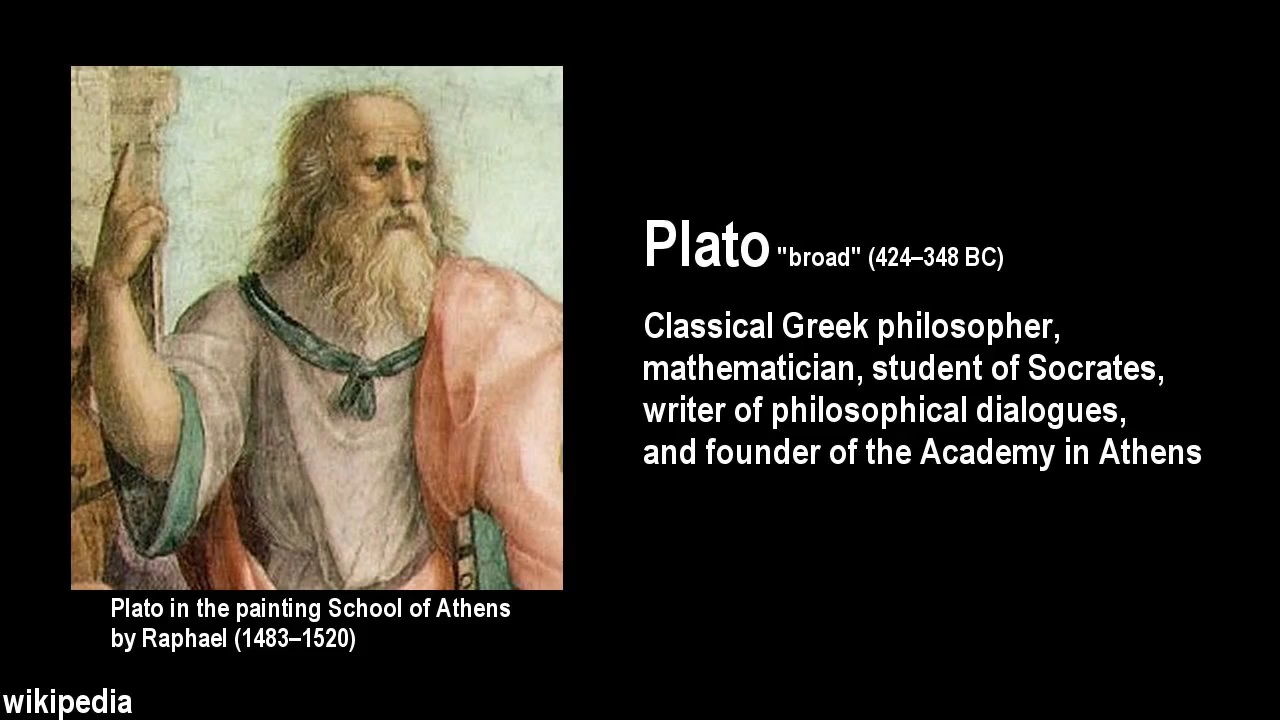 Plato "broad" (424–348 BC)
Classical Greek philosopher,
mathematician, student of Socrates,
writer of philosophical dialogues,
and founder of the Academy in Athens
Plato in the painting School of Athens
by Raphael (1483–1520)
wikipedia